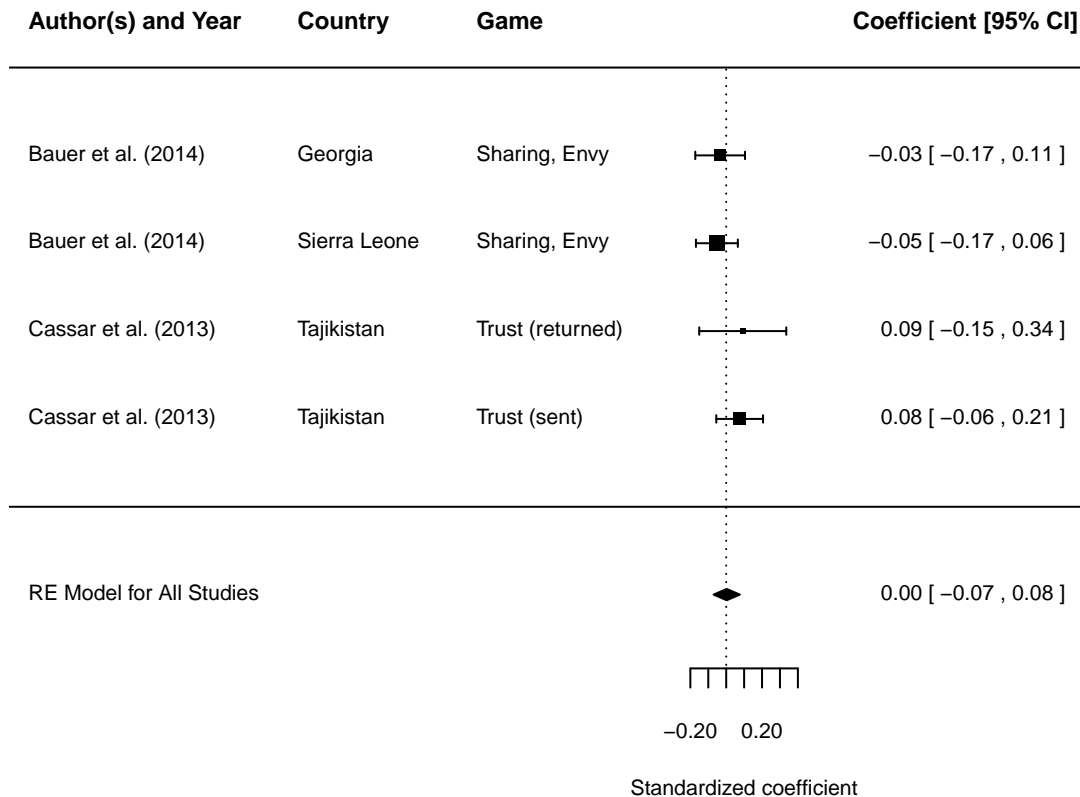 Author(s) and Year Country Game Coefficient [95% CI]
Bauer et al. (2014) Georgia Sharing, Envy −0.03 [ −0.17 , 0.11 ]
Bauer et al. (2014) Sierra Leone Sharing, Envy −0.05 [ −0.17 , 0.06 ]
Cassar et al. (2013) Tajikistan Trust (returned) 0.09 [ −0.15 , 0.34 ]
Cassar et al. (2013) Tajikistan Trust (sent) 0.08 [ −0.06 , 0.21 ]
RE Model for All Studies 0.00 [ −0.07 , 0.08 ]
−0.20 0.20
Standardized coefficient